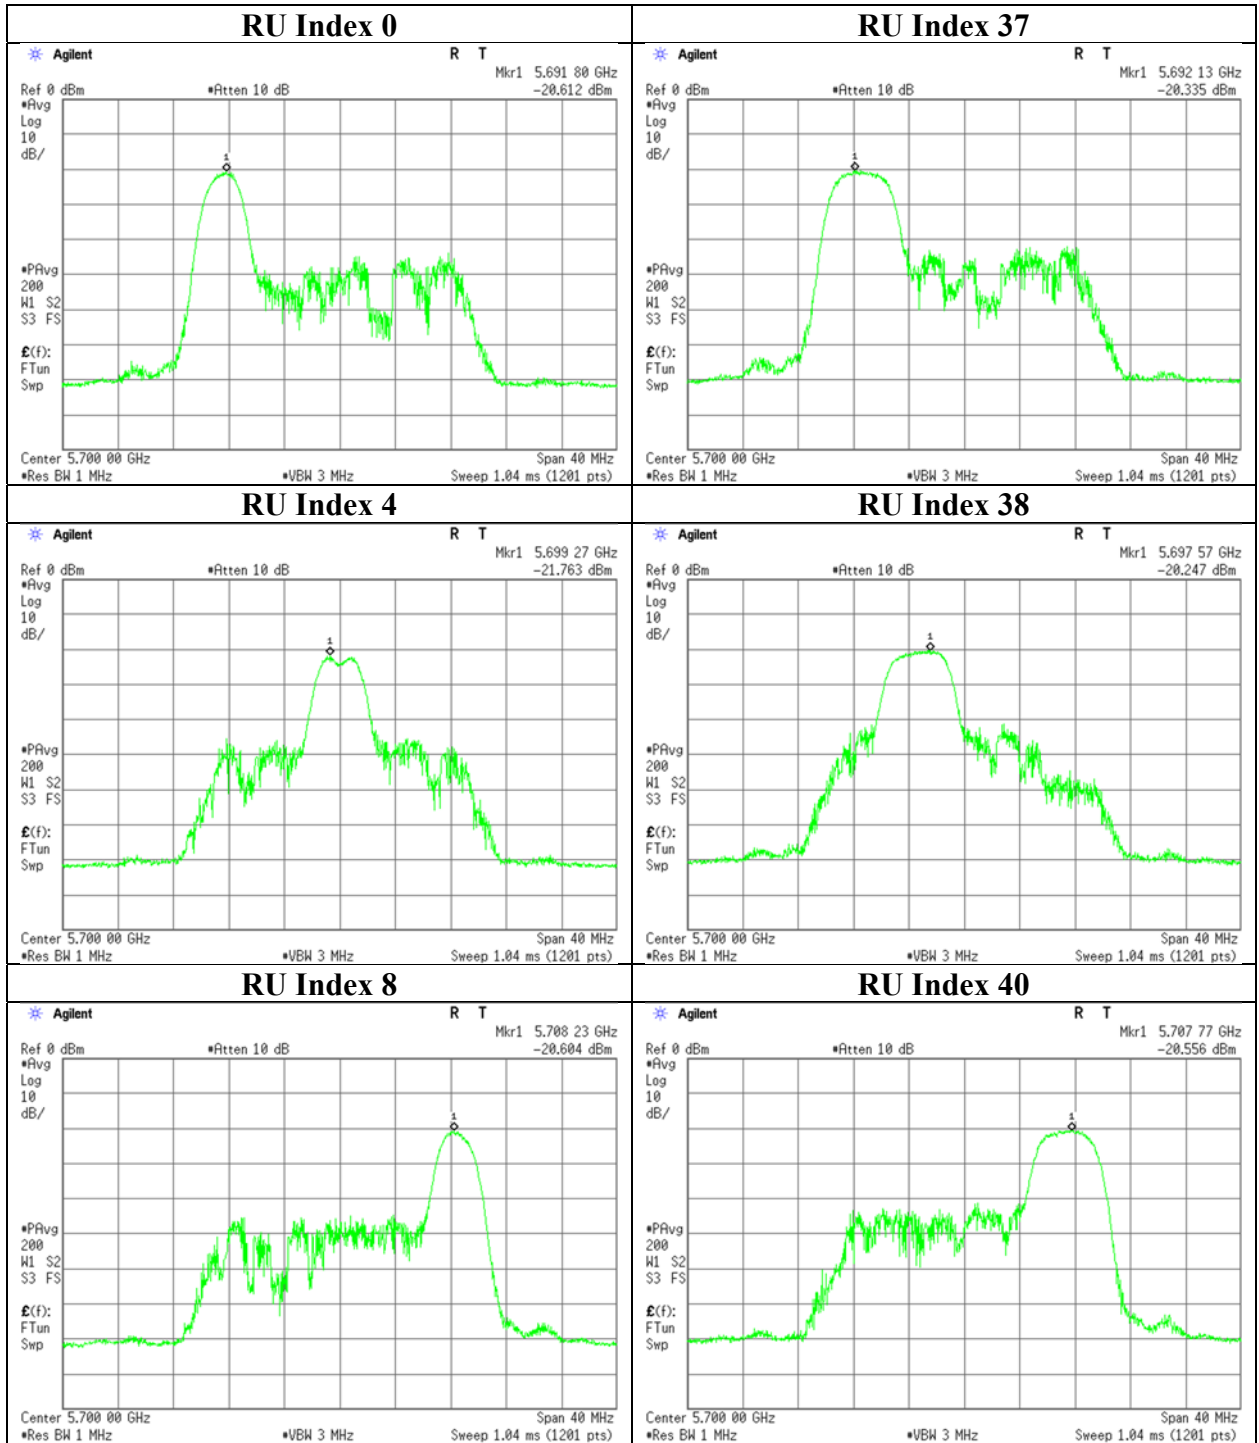 RU Index 0
Agilent
R T
Mkr1 5.691 80 GHz
Ref 0 dBm
#Atten 10 dB
-20.612 dBm
#Avg
Log
10
dB/
1
#PAvg
200
W1 S2
S3 FS
£(f):
FTun
Swp
Center 5.700 00 GHz
Span 40 MHz
#Res BW 1 MHz
#VBW 3 MHz
Sweep 1.04 ms (1201 pts)
RU Index 37
Agilent
R T
Mkr1 5.692 13 GHz
Ref 0 dBm
#Atten 10 dB
-20.335 dBm
#Avg
Log
10
dB/
1
#PAvg
200
W1 S2
S3 FS
£(f):
FTun
Swp
Center 5.700 00 GHz
Span 40 MHz
#Res BW 1 MHz
#VBW 3 MHz
Sweep 1.04 ms (1201 pts)
RU Index 4
Agilent
R T
Mkr1 5.699 27 GHz
Ref 0 dBm
#Atten 10 dB
-21.763 dBm
#Avg
Log
10
dB/
1
#PAvg
200
W1 S2
S3 FS
£(f):
FTun
Swp
Center 5.700 00 GHz
Span 40 MHz
#Res BW 1 MHz
#VBW 3 MHz
Sweep 1.04 ms (1201 pts)
RU Index 38
Agilent
R T
Mkr1 5.697 57 GHz
Ref 0 dBm
#Atten 10 dB
-20.247 dBm
#Avg
Log
10
dB/
1
#PAvg
200
W1 S2
S3 FS
£(f):
FTun
Swp
Center 5.700 00 GHz
Span 40 MHz
#Res BW 1 MHz
#VBW 3 MHz
Sweep 1.04 ms (1201 pts)
RU Index 8
Agilent
R T
Mkr1 5.708 23 GHz
Ref 0 dBm
#Atten 10 dB
-20.604 dBm
#Avg
Log
10
dB/
1
#PAvg
200
W1 S2
S3 FS
£(f):
FTun
Swp
Center 5.700 00 GHz
Span 40 MHz
#Res BW 1 MHz
#VBW 3 MHz
Sweep 1.04 ms (1201 pts)
RU Index 40
Agilent
R T
Mkr1 5.707 77 GHz
Ref 0 dBm
#Atten 10 dB
-20.556 dBm
#Avg
Log
10
dB/
1
#PAvg
200
W1 S2
S3 FS
£(f):
FTun
Swp
Center 5.700 00 GHz
Span 40 MHz
#Res BW 1 MHz
#VBW 3 MHz
Sweep 1.04 ms (1201 pts)